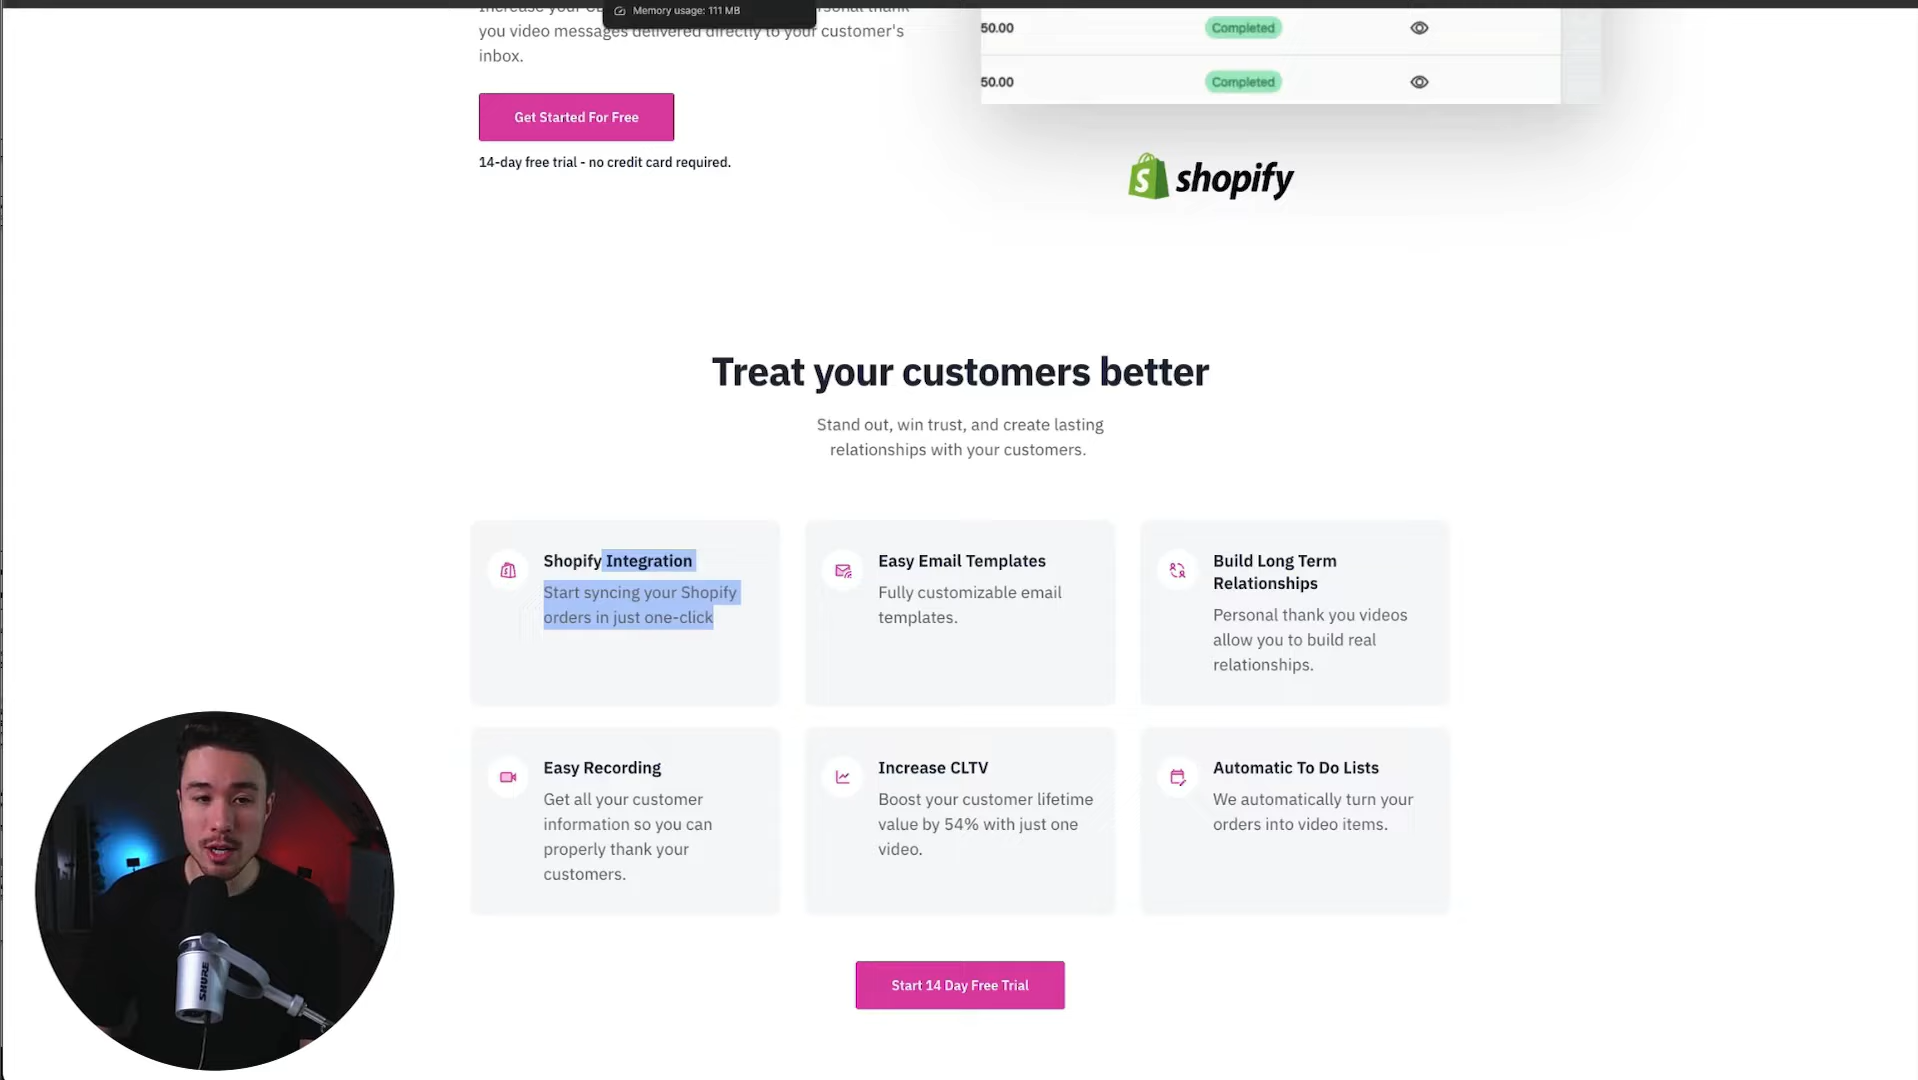 Memory usage: 111 MB
you video messages delivered directly to your customer's
inbox.
Get Started For Free
14-day free trial - no credit card required.
50.00 Completed
50.00 Completed
shopify
Treat your customers better
Stand out, win trust, and create lasting
relationships with your customers.
Shopify Integration
Start syncing your Shopify
orders in just one-click
Easy Email Templates
Fully customizable email
templates.
Build Long Term
Relationships
Personal thank you videos
allow you to build real
relationships.
Easy Recording
Get all your customer
information so you can
properly thank your
customers.
Increase CLTV
Boost your customer lifetime
value by 54% with just one
video.
Automatic To Do Lists
We automatically turn your
orders into video items.
Start 14 Day Free Trial
SHURE